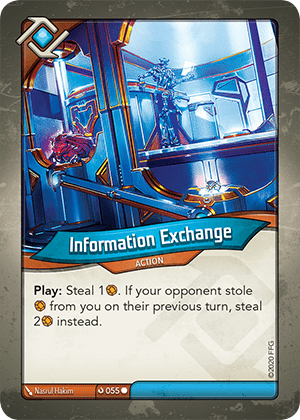 Information Exchange
ACTION
Play: Steal 1. If your opponent stole
from you on their previous turn, steal
2 instead.
©2020 FFG
Nasrul Hakim
055